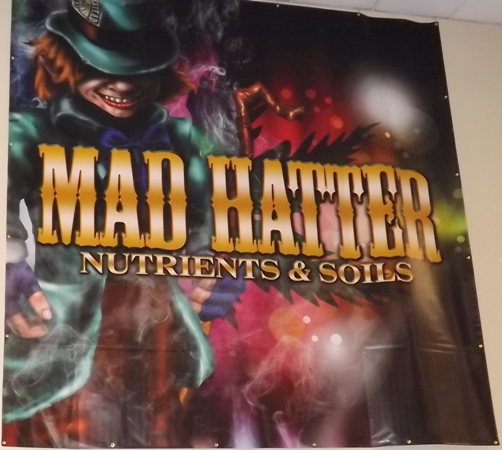 MAD HATTER
NUTRIENTS & SOILS